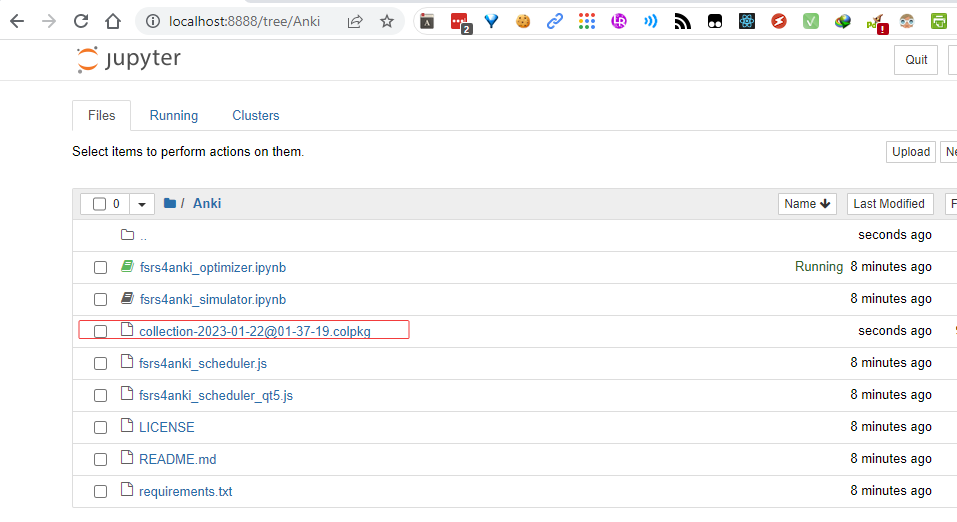 localhost:8888/tree/Anki
2
jupyter
Quit
Files Running Clusters
Select items to perform actions on them.
Upload Ne
0 / Anki Name Last Modified F
.. seconds ago
fsrs4anki_optimizer.ipynb Running 8 minutes ago
fsrs4anki_simulator.ipynb 8 minutes ago
collection-2023-01-22@01-37-19.colpkg seconds ago
fsrs4anki_scheduler.js 8 minutes ago
fsrs4anki_scheduler_qt5.js 8 minutes ago
LICENSE 8 minutes ago
README.md 8 minutes ago
requirements.txt 8 minutes ago